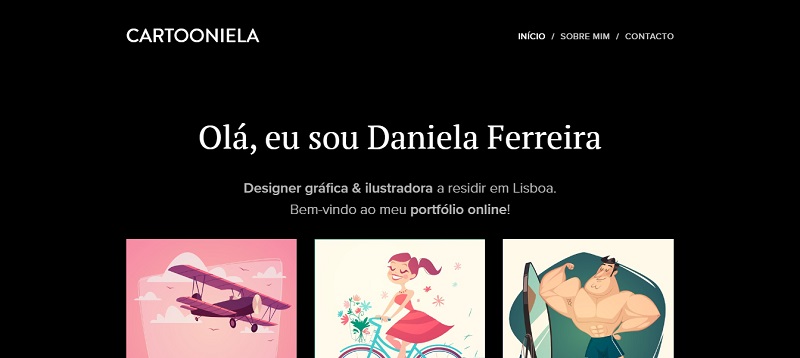 CARTOONIELA
INÍCIO / SOBRE MIM / CONTACTO
Olá, eu sou Daniela Ferreira
Designer gráfica & ilustradora a residir em Lisboa.
Bem-vindo ao meu portfólio online!